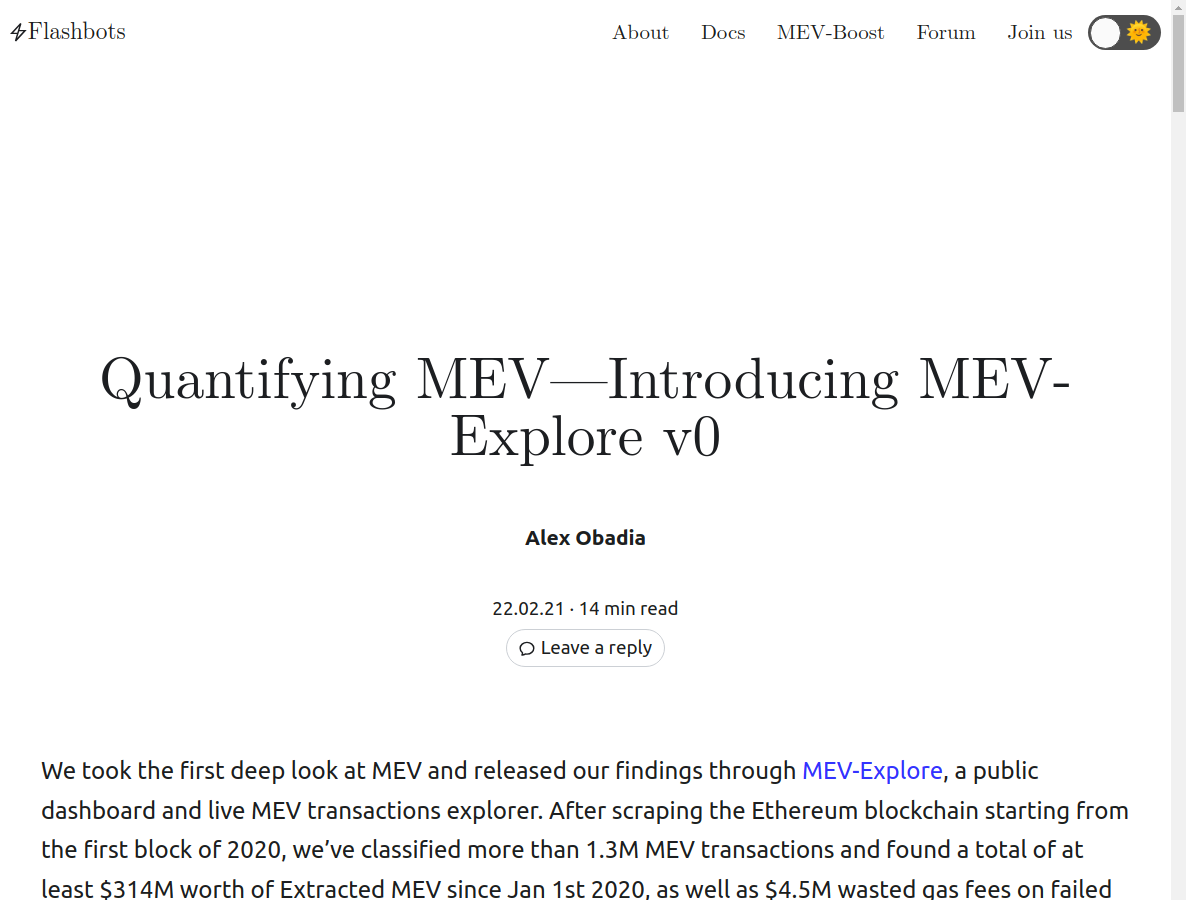 Flashbots
About Docs MEV-Boost Forum Join us
Quantifying MEV—Introducing MEV-
Explore v0
Alex Obadia
22.02.21 · 14 min read
Leave a reply
We took the first deep look at MEV and released our findings through MEV-Explore, a public
dashboard and live MEV transactions explorer. After scraping the Ethereum blockchain starting from
the first block of 2020, we’ve classified more than 1.3M MEV transactions and found a total of at
least $314M worth of Extracted MEV since Jan 1st 2020, as well as $4.5M wasted gas fees on failed